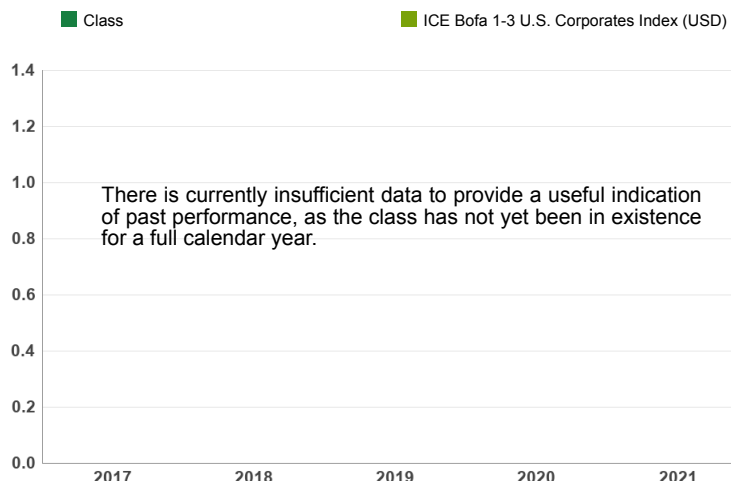 Class
ICE Bofa 1-3 U.S. Corporates Index (USD)
1.4
1.2
1.0
There is currently insufficient data to provide a useful indication
of past performance, as the class has not yet been in existence
0.8
for a full calendar year.
0.6
0.4
0.2
0.0
2017 2018 2019 2020 2021